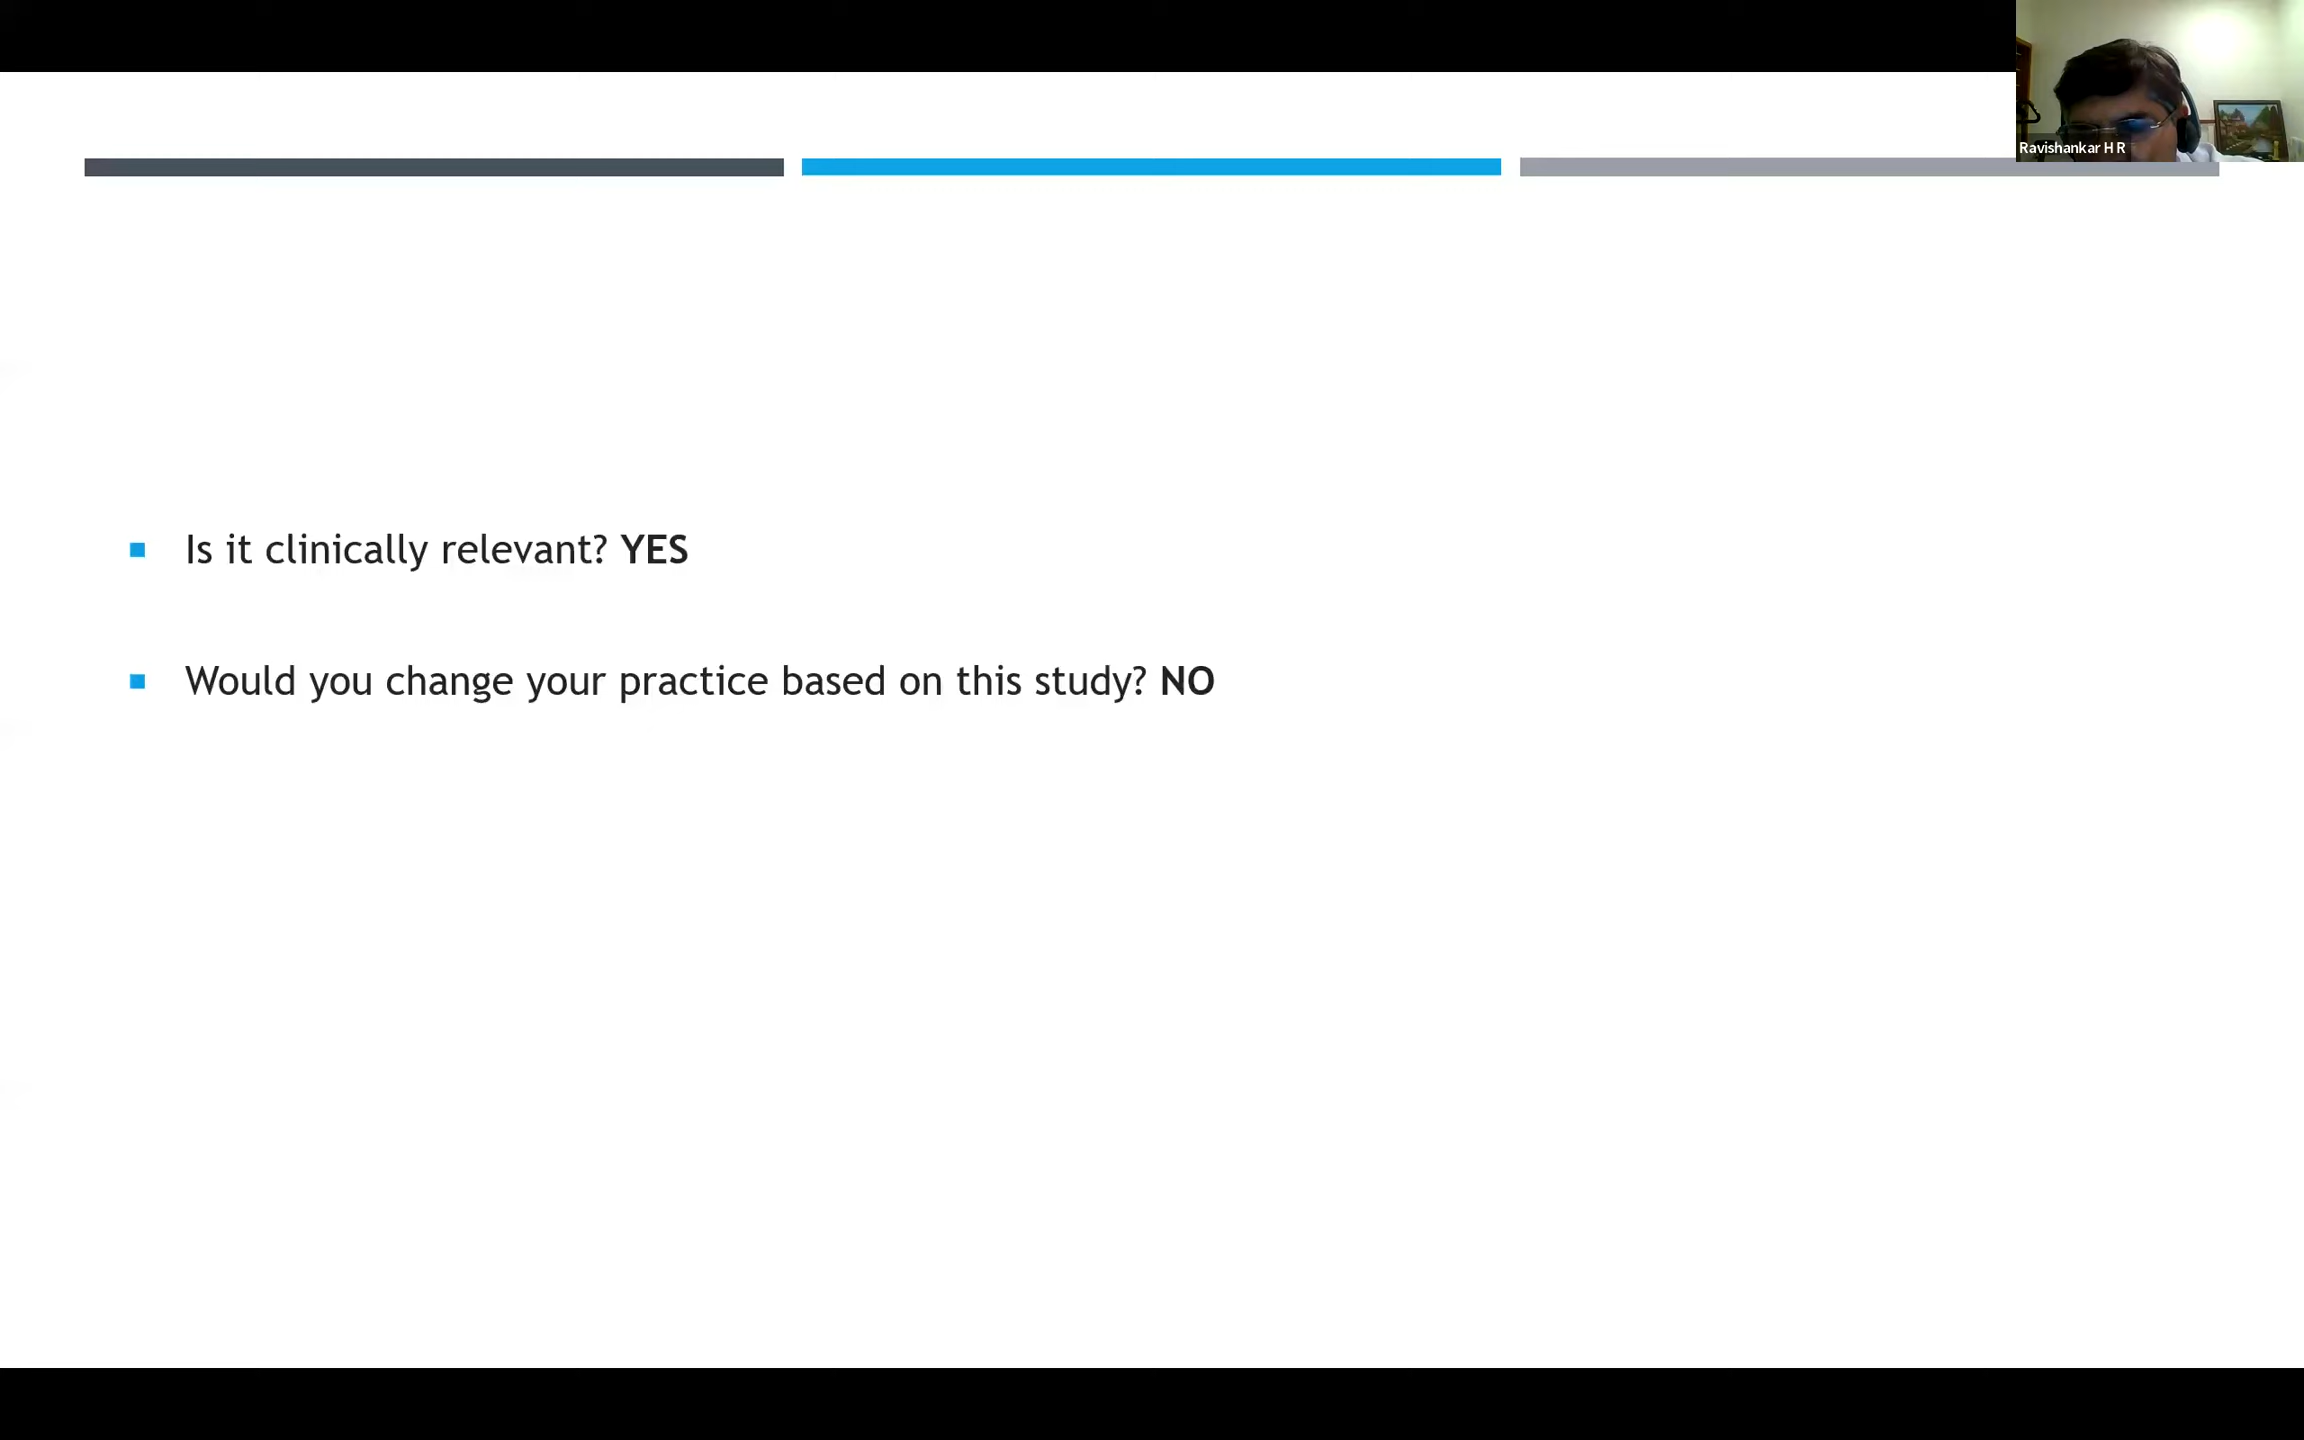 Ravishankar H R
Is it clinically relevant? YES
Would you change your practice based on this study? NO